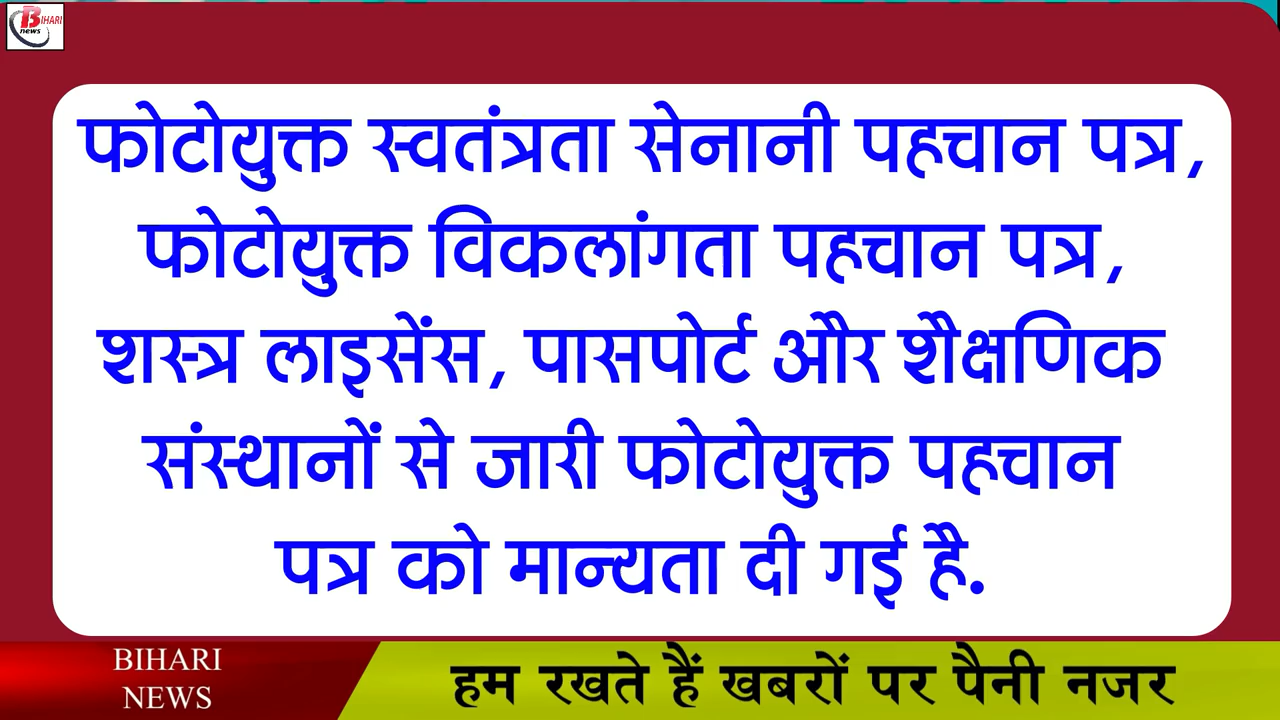 BIHARI
news
फोटोयुक्त स्वतंत्रता सेनानी पहचान पत्र,
फोटोयुक्त विकलांगता पहचान पत्र,
शस्त्र लाइसेंस, पासपोर्ट और शैक्षणिक
संस्थानों से जारी फोटोयुक्त पहचान
पत्र को मान्यता दी गई है.
BIHARI
NEWS
हम रखते हैं खबरों पर पैनी नजर